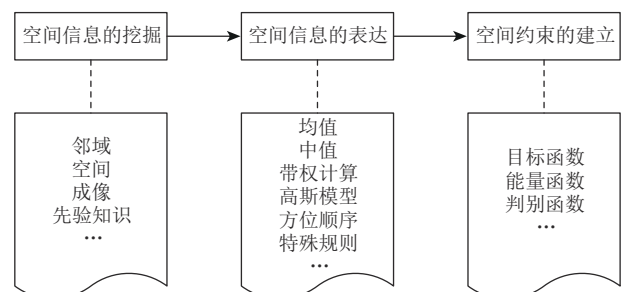 空间信息的挖掘
空间信息的表达
空间约束的建立
邻域
空间
成像
先验知识
…
均值
中值
带权计算
高斯模型
方位顺序
特殊规则
…
目标函数
能量函数
判别函数
…